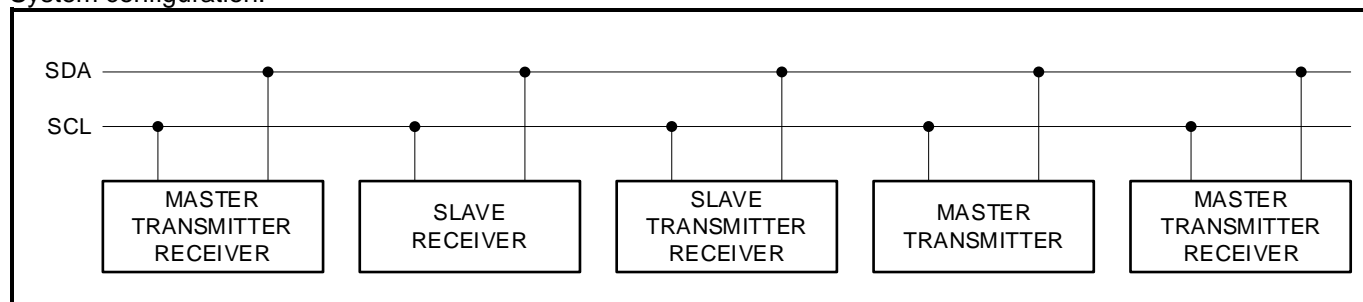 System configuration:
SDA
SCL
MASTER
TRANSMITTER
RECEIVER
SLAVE
RECEIVER
SLAVE
TRANSMITTER
RECEIVER
MASTER
TRANSMITTER
MASTER
TRANSMITTER
RECEIVER